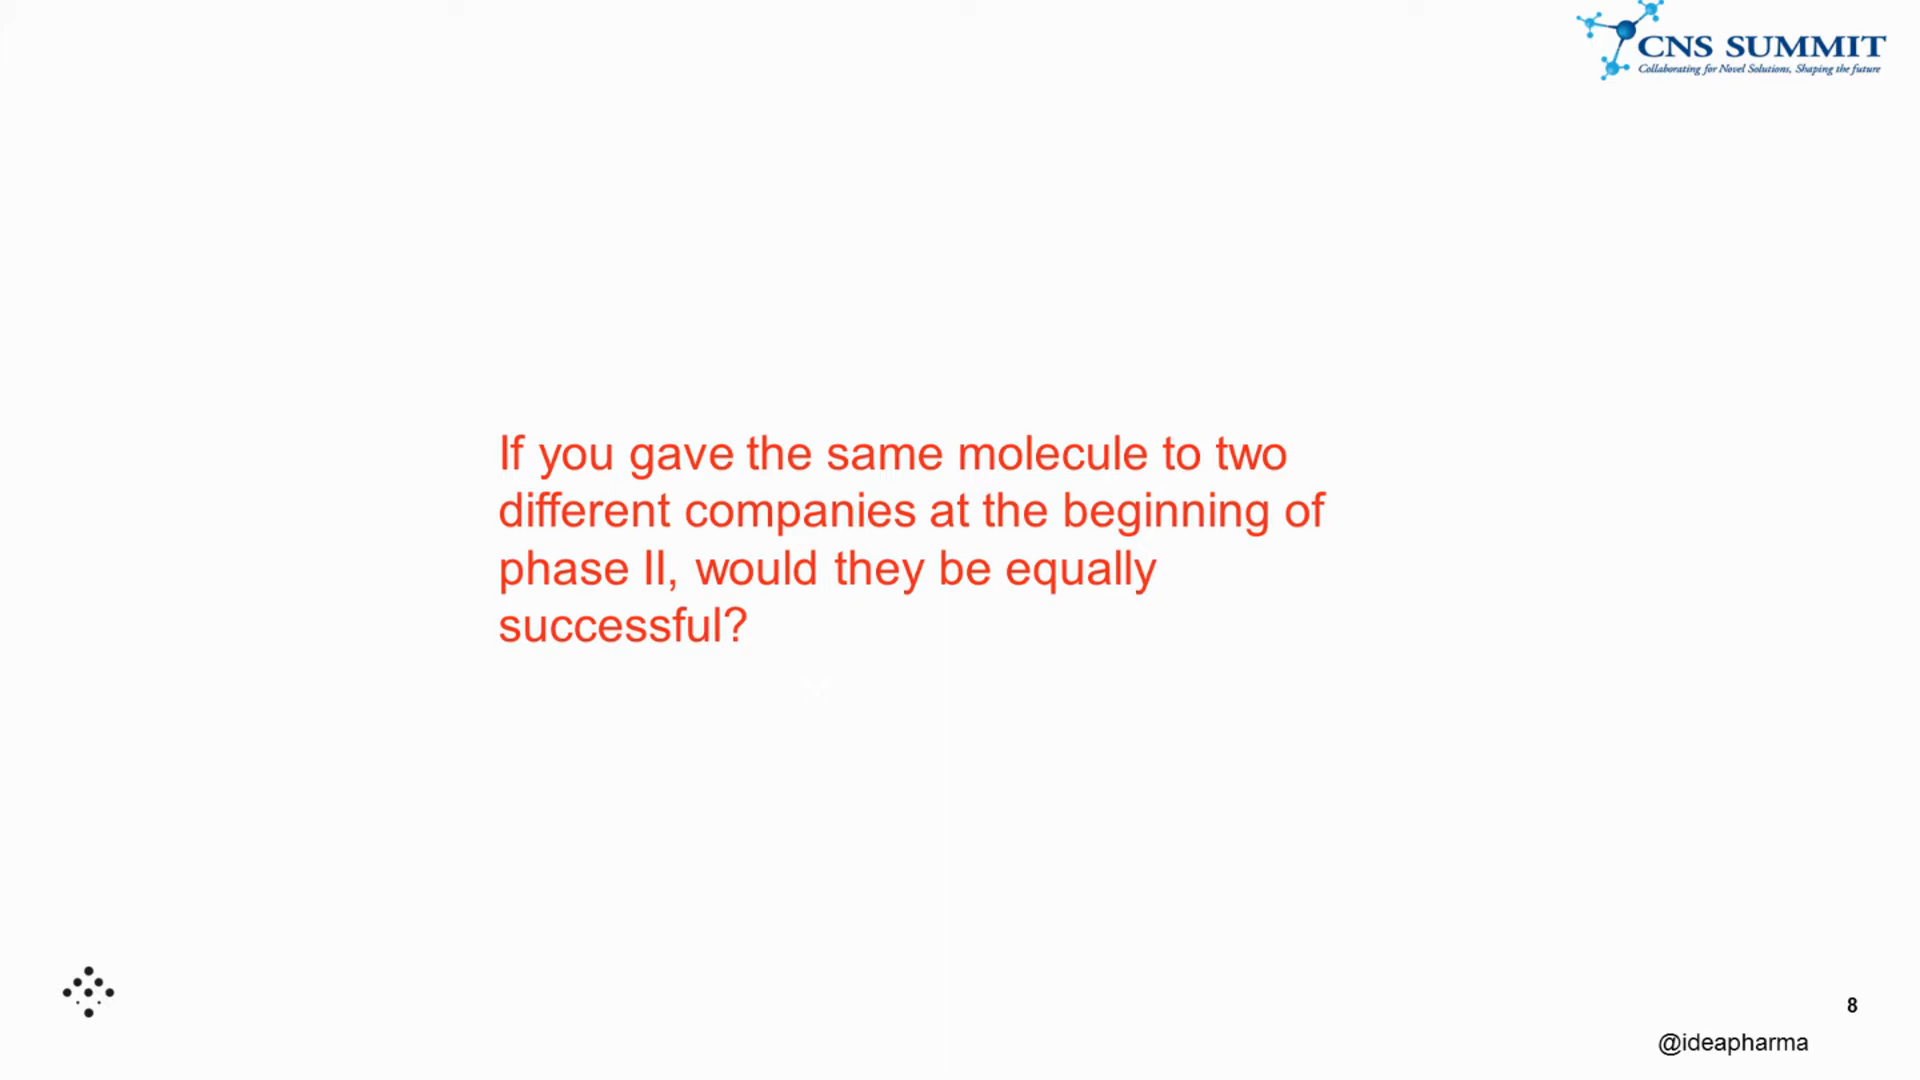 CNS SUMMIT
Collaborating for Novel Solutions, Shaping the future
If you gave the same molecule to two
different companies at the beginning of
phase II, would they be equally
successful?
8
@ideapharma